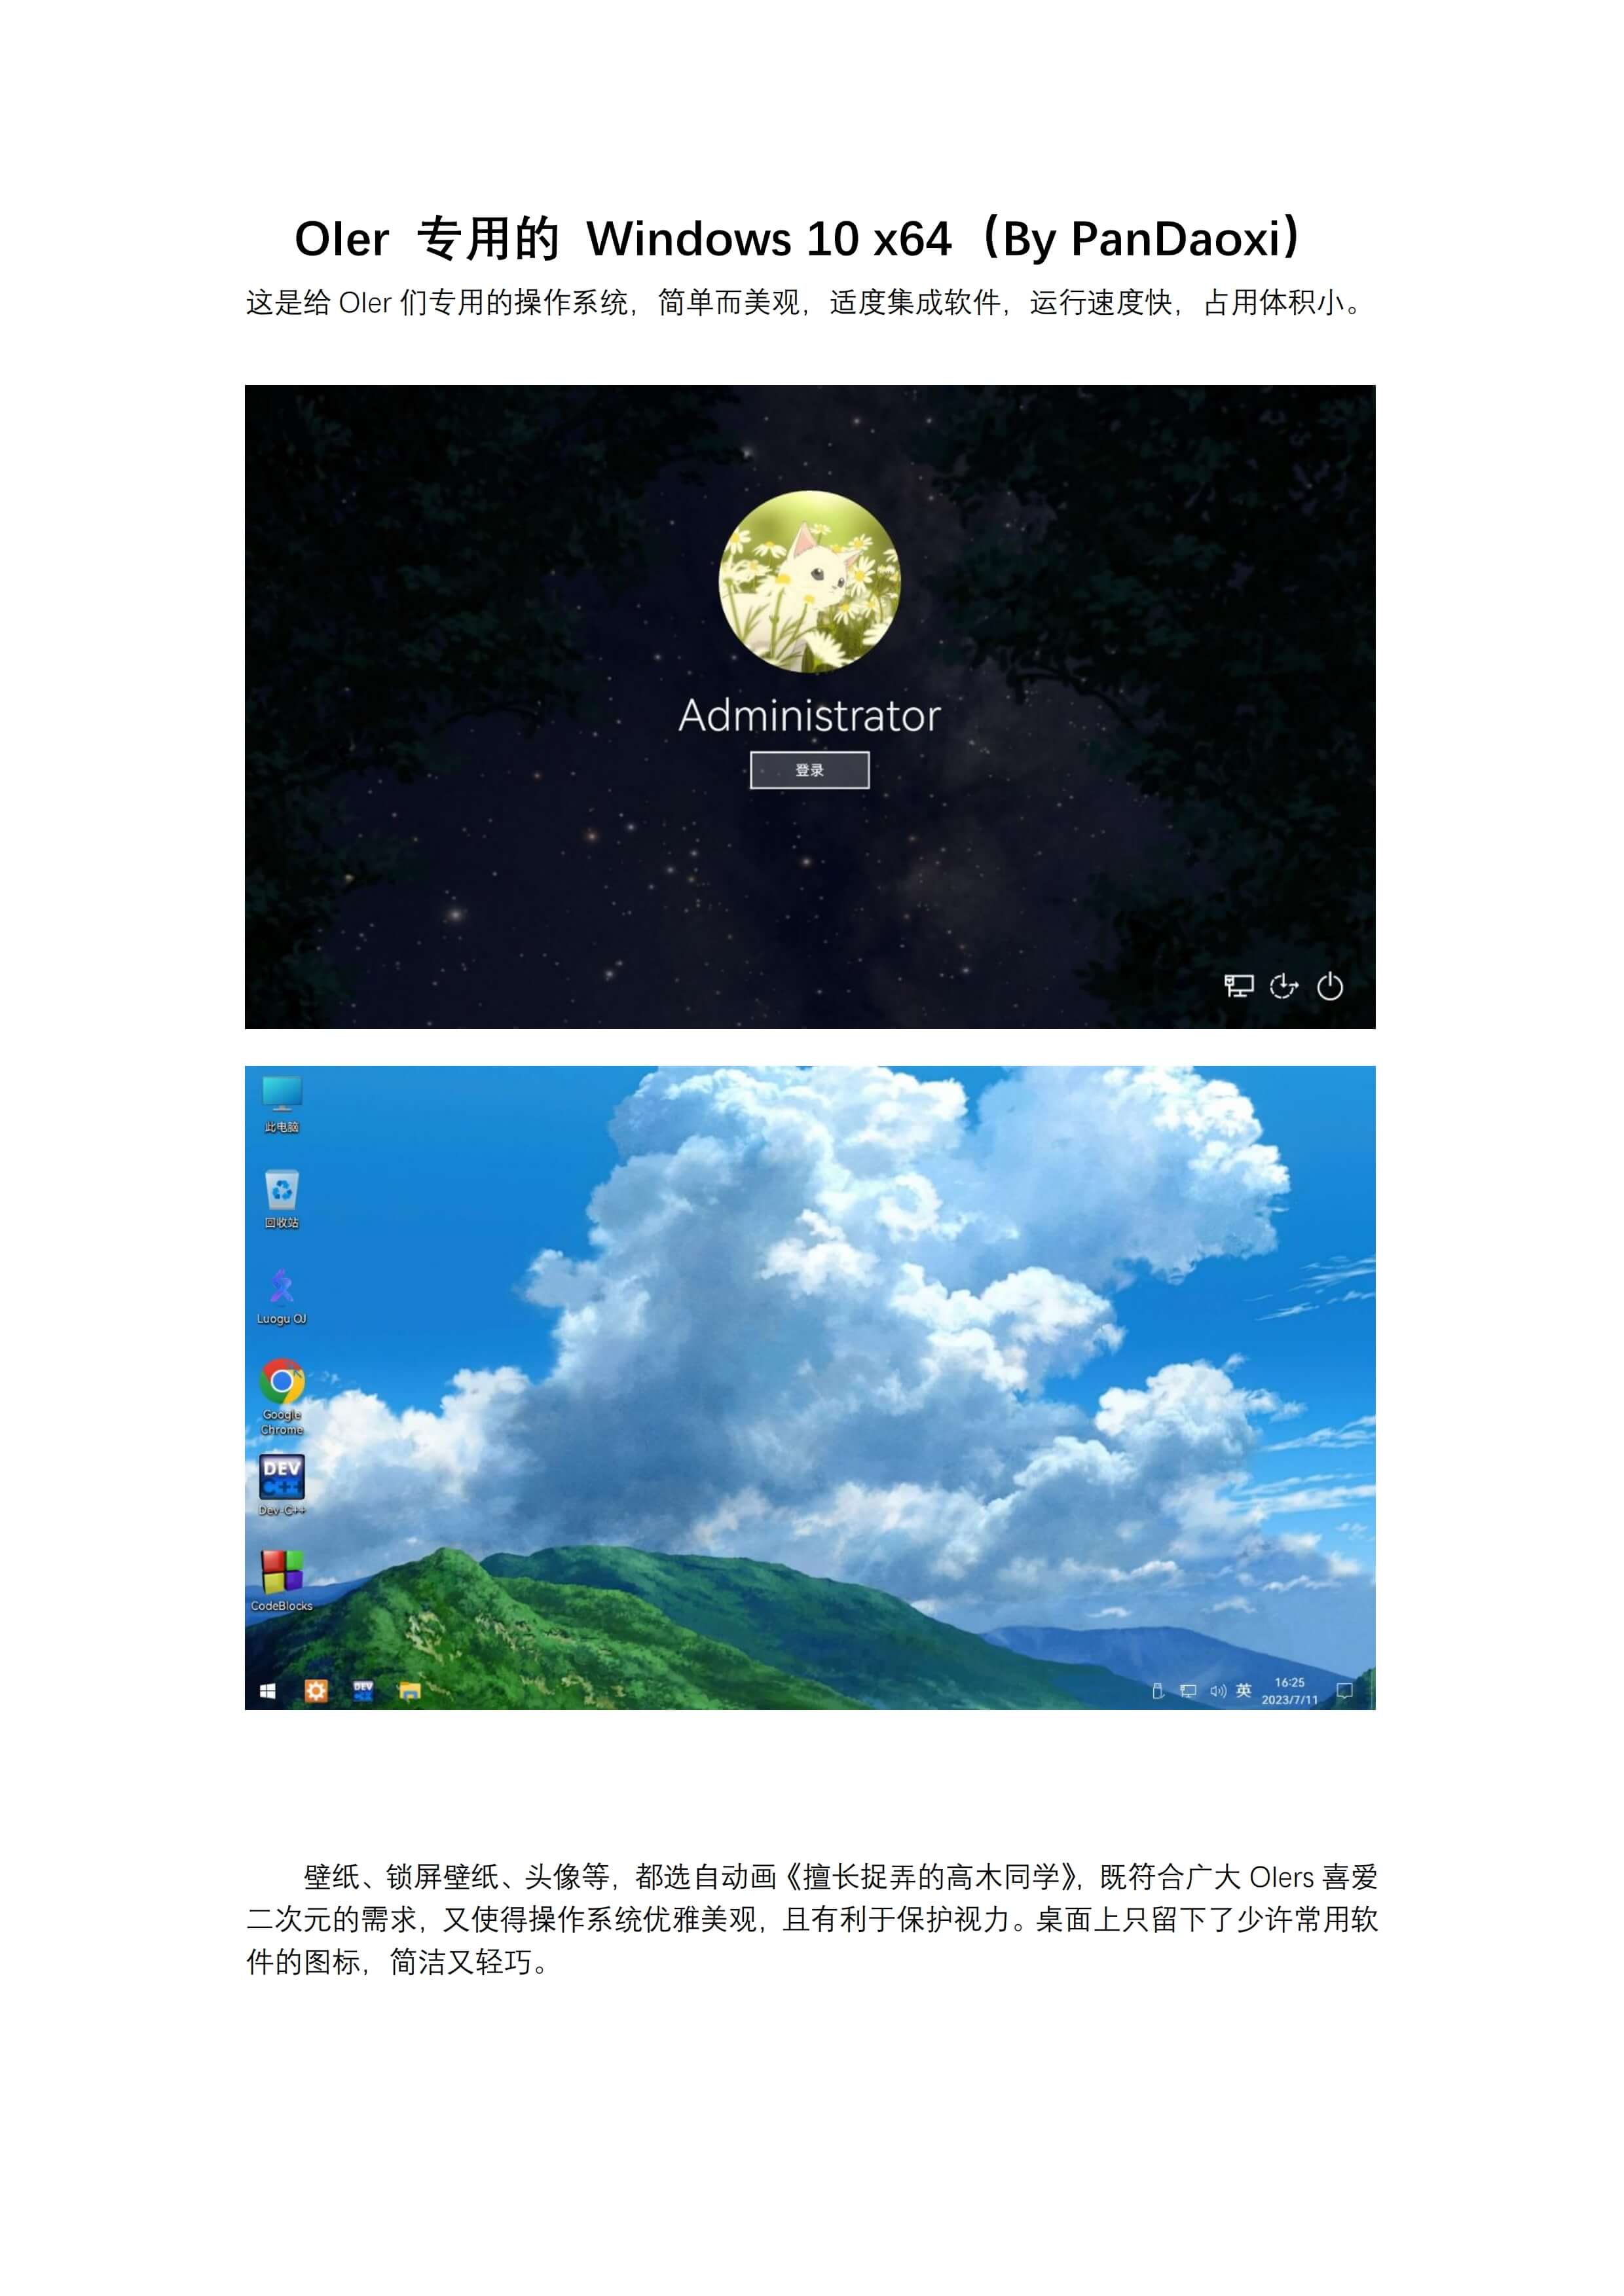 OIer 专用的 Windows 10 x64（By PanDaoxi）
这是给 OIer 们专用的操作系统，简单而美观，适度集成软件，运行速度快，占用体积小。
Administrator
登录
此电脑
回收站
Luogu OJ
Google
Chrome
DEV
C++
Dev-C++
CodeBlocks
DEV
英
16:25
2023/7/11
壁纸、锁屏壁纸、头像等，都选自动画《擅长捉弄的高木同学》，既符合广大 OIers 喜爱
二次元的需求，又使得操作系统优雅美观，且有利于保护视力。桌面上只留下了少许常用软
件的图标，简洁又轻巧。